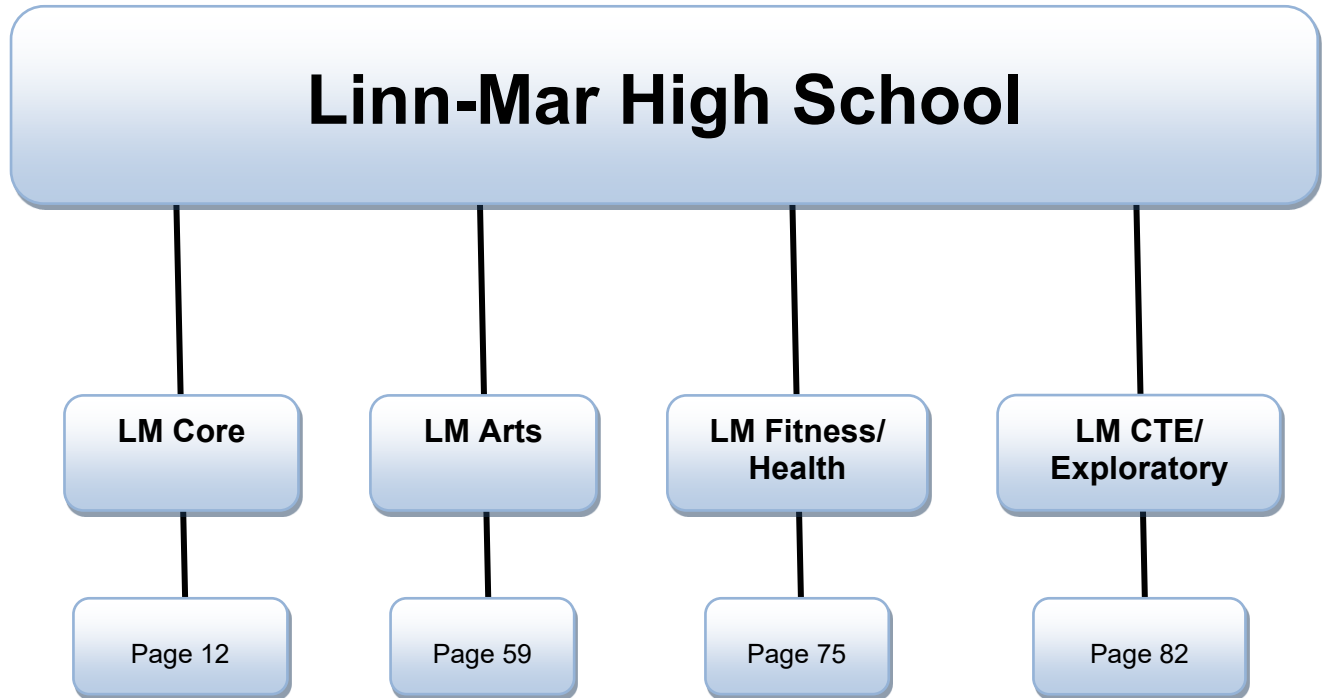 Linn-Mar High School
LM Core
LM Arts
LM Fitness/
Health
LM CTE/
Exploratory
Page 12
Page 59
Page 75
Page 82